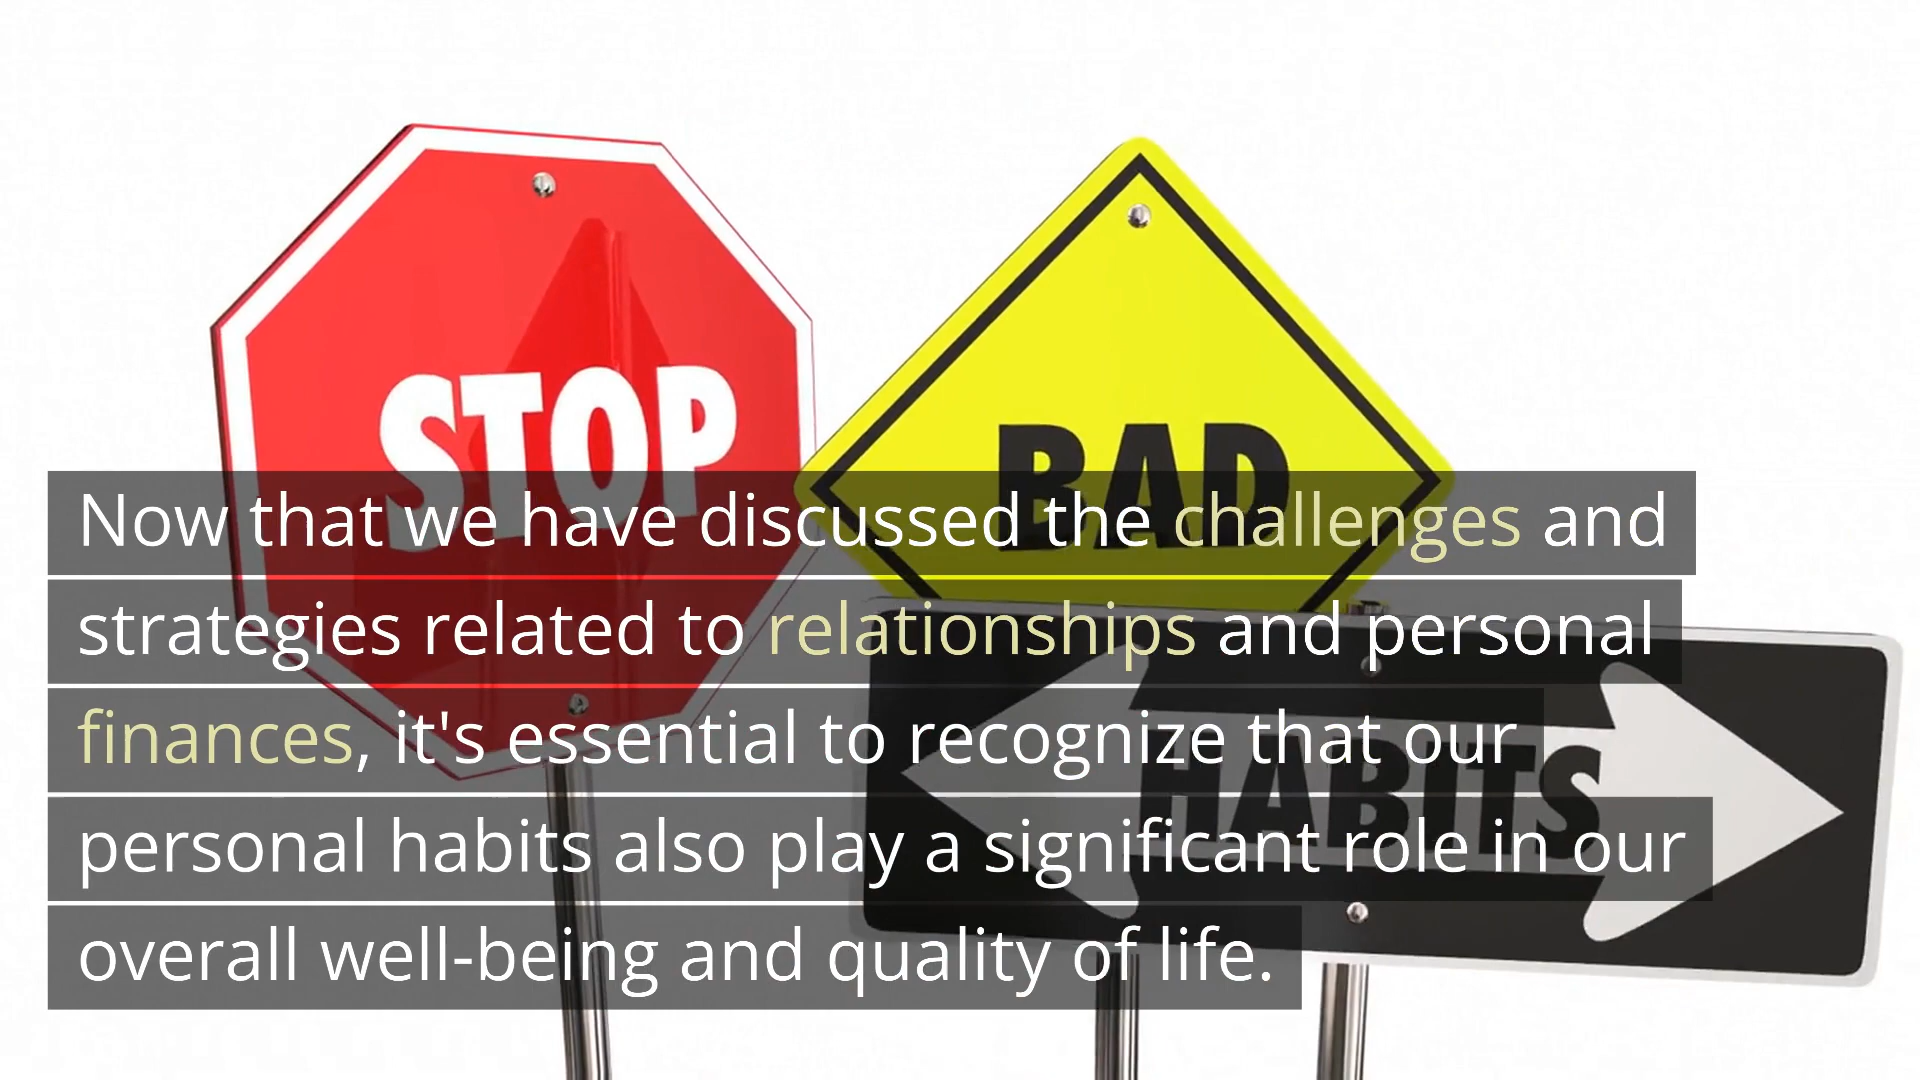 STOP
BAD
HABITS
Now that we have discussed the challenges and
strategies related to relationships and personal
finances, it's essential to recognize that our
personal habits also play a significant role in our
overall well-being and quality of life.